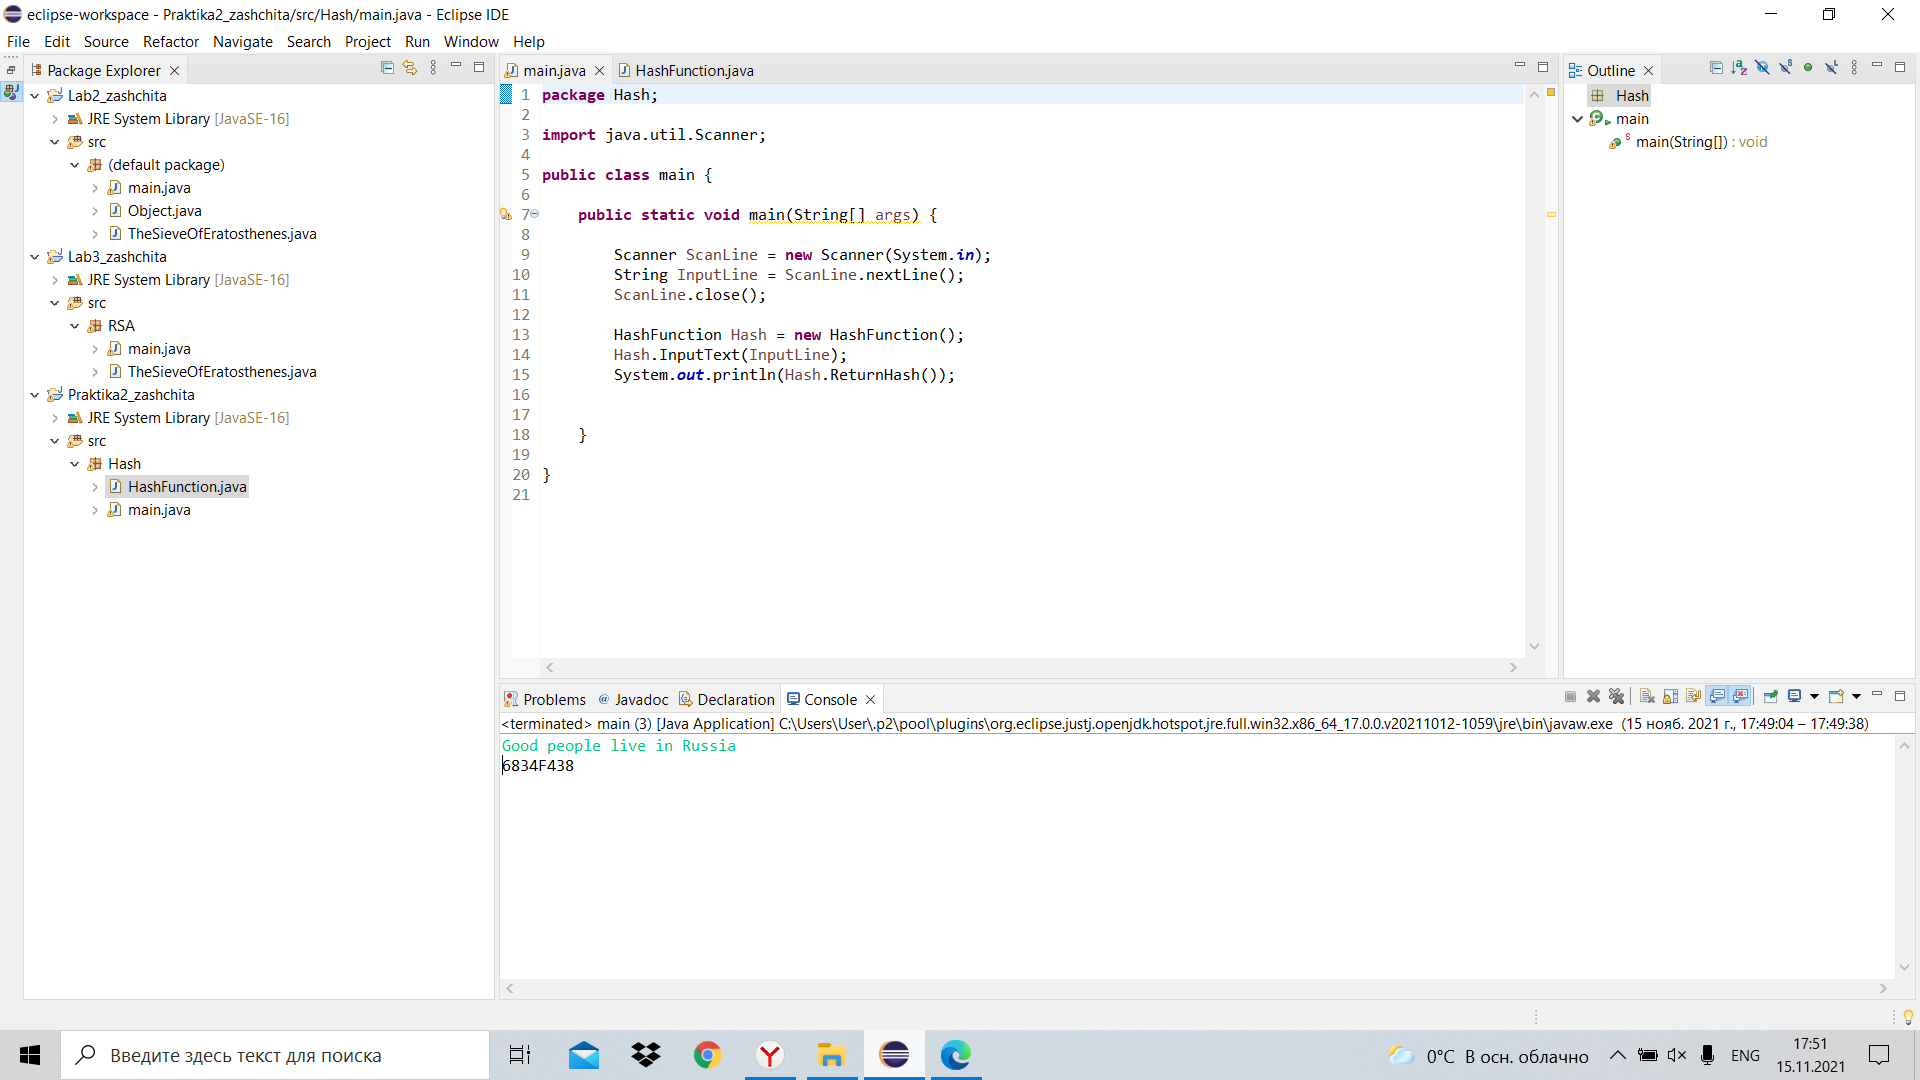 eclipse-workspace - Praktika2_zashchita/src/Hash/main.java - Eclipse IDE
File Edit Source Refactor Navigate Search Project Run Window Help
Package Explorer
Lab2_zashchita
JRE System Library [JavaSE-16]
src
(default package)
main.java
Object.java
TheSieveOfEratosthenes.java
Lab3_zashchita
JRE System Library [JavaSE-16]
src
RSA
main.java
TheSieveOfEratosthenes.java
Praktika2_zashchita
JRE System Library [JavaSE-16]
src
Hash
HashFunction.java
main.java
main.java HashFunction.java
1 package Hash;
2
3 import java.util.Scanner;
4
5 public class main {
6
7 public static void main(String[] args) {
8
9 Scanner ScanLine = new Scanner(System.in);
10 String InputLine = ScanLine.nextLine();
11 ScanLine.close();
12
13 HashFunction Hash = new HashFunction();
14 Hash.InputText(InputLine);
15 System.out.println(Hash.ReturnHash());
16
17
18 }
19
20 }
21
Outline
Hash
main
main(String[]) : void
Problems Javadoc Declaration Console
<terminated> main (3) [Java Application] C:\Users\User\.p2\pool\plugins\org.eclipse.justj.openjdk.hotspot.jre.full.win32.x86_64_17.0.0.v20211012-1059\jre\bin\javaw.exe (15 нояб. 2021 г., 17:49:04 – 17:49:38)
Good people live in Russia
6834F438
Введите здесь текст для поиска
0°C В осн. облачно
ENG
17:51
15.11.2021